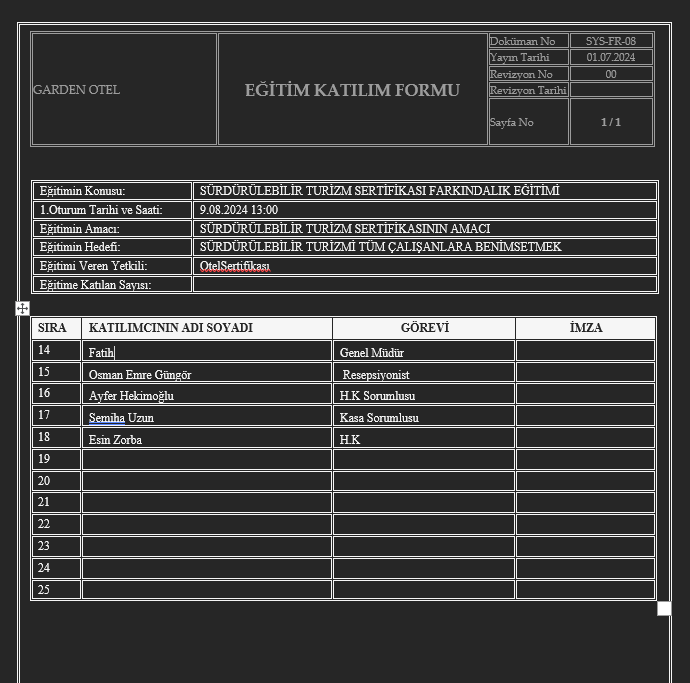 GARDEN OTEL
EĞİTİM KATILIM FORMU
Doküman No SYS-FR-08
Yayın Tarihi 01.07.2024
Revizyon No 00
Revizyon Tarihi
Sayfa No 1 / 1
Eğitimin Konusu: SÜRDÜRÜLEBİLİR TURİZM SERTİFİKASI FARKINDALIK EĞİTİMİ
1.Oturum Tarihi ve Saati: 9.08.2024 13:00
Eğitimin Amacı: SÜRDÜRÜLEBİLİR TURİZM SERTİFİKASININ AMACI
Eğitimin Hedefi: SÜRDÜRÜLEBİLİR TURİZMİ TÜM ÇALIŞANLARA BENİMSETMEK
Eğitimi Veren Yetkili: OtelSertifikası
Eğitime Katılan Sayısı:
SIRA KATILIMCININ ADI SOYADI GÖREVİ İMZA
14 Fatih Genel Müdür
15 Osman Emre Güngör Resepsiyonist
16 Ayfer Hekimoğlu H.K Sorumlusu
17 Semiha Uzun Kasa Sorumlusu
18 Esin Zorba H.K
19
20
21
22
23
24
25